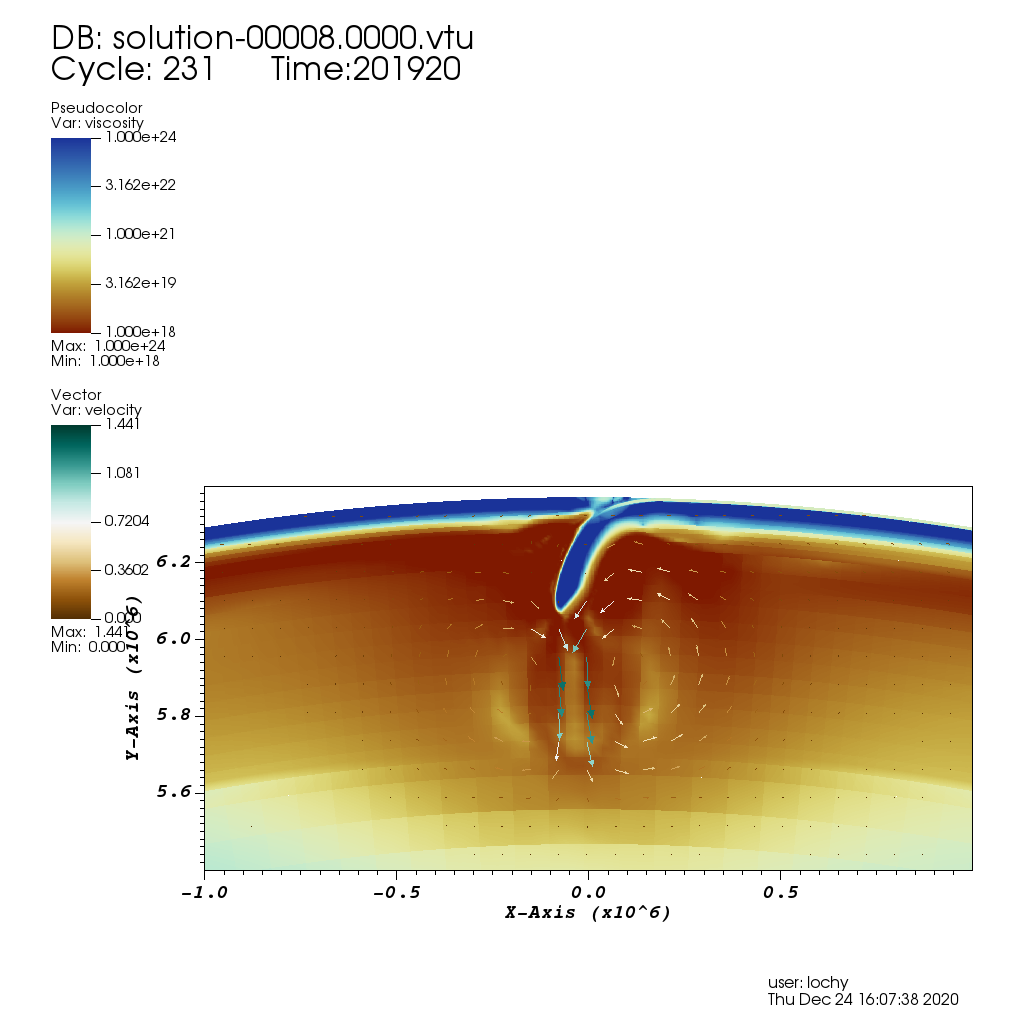 DB: solution-00008.0000.vtu
Cycle: 231 Time:201920
Pseudocolor
Var: viscosity
1.000e+24
3.162e+22
1.000e+21
3.162e+19
1.000e+18
Max: 1.000e+24
Min: 1.000e+18
Vector
Var: velocity
1.441
1.081
0.7204
0.3602
0.000
Max: 1.441
Min: 0.000
Y-Axis (x10^6)
6.2
6.0
5.8
5.6
-1.0 -0.5 0.0 0.5
X-Axis (x10^6)
user: lochy
Thu Dec 24 16:07:38 2020